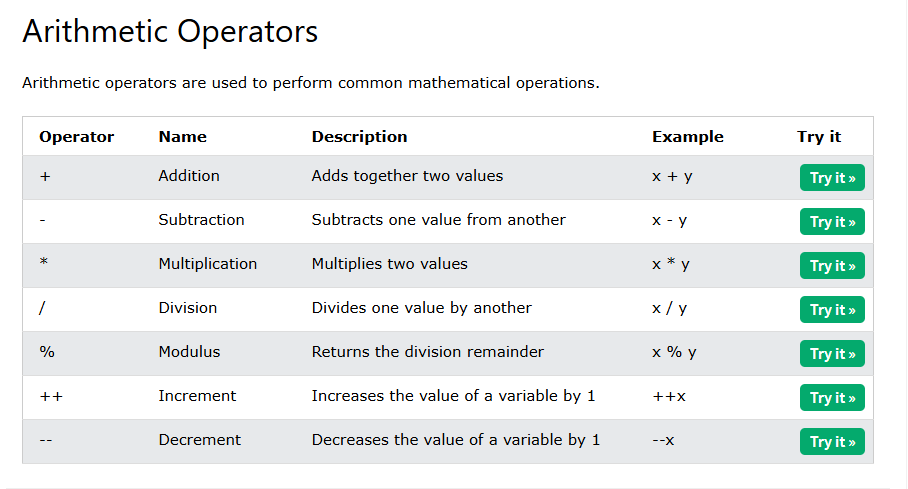 Arithmetic Operators
Arithmetic operators are used to perform common mathematical operations.
Operator Name Description Example Try it
+ Addition Adds together two values x + y Try it »
- Subtraction Subtracts one value from another x - y Try it »
* Multiplication Multiplies two values x * y Try it »
/ Division Divides one value by another x / y Try it »
% Modulus Returns the division remainder x % y Try it »
++ Increment Increases the value of a variable by 1 ++x Try it »
-- Decrement Decreases the value of a variable by 1 --x Try it »